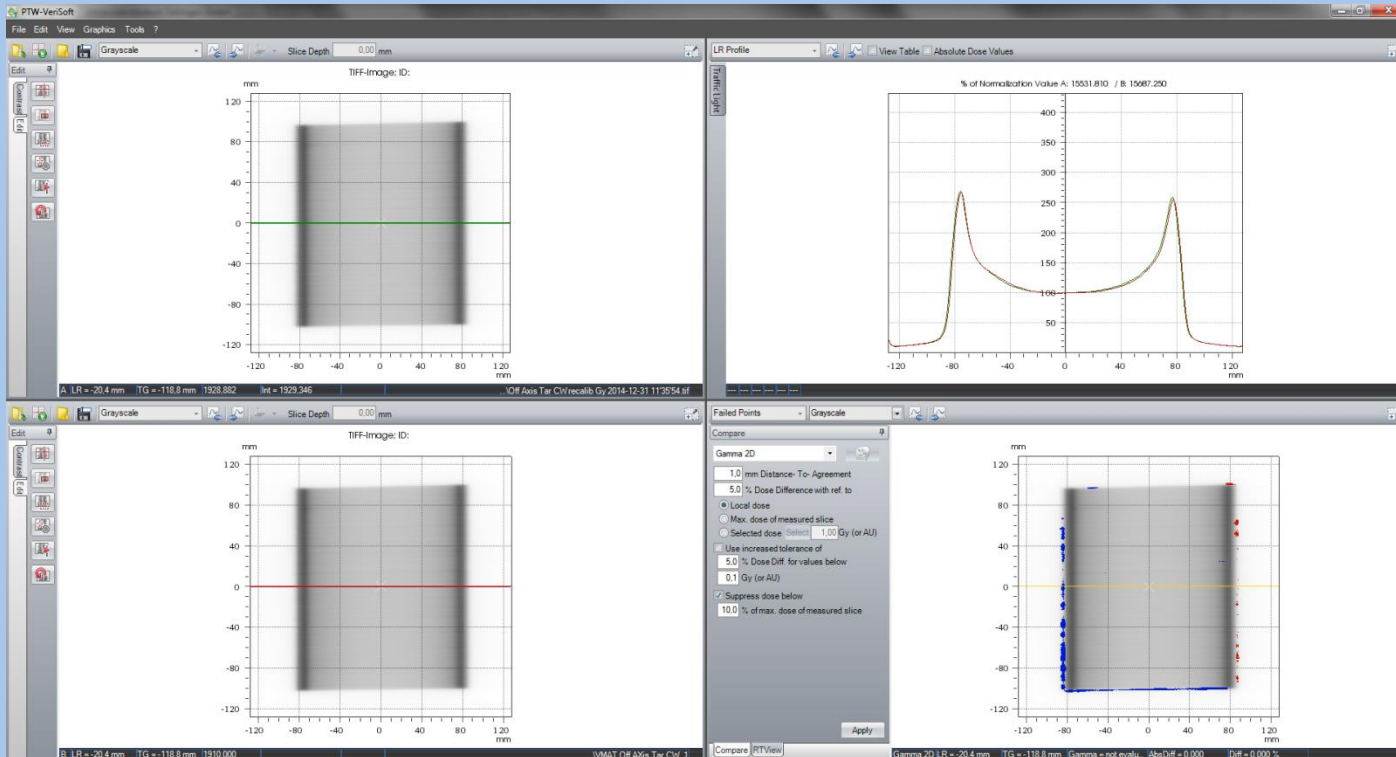 PTW-VeriSoft
File Edit View Graphics Tools ?
Grayscale Slice Depth 0,00 mm
Edit
Contrast
Edit
TIFF-Image; ID:
mm
120
80
40
0
-40
-80
-120
-120 -80 -40 0 40 80 120
mm
A LR = -20,4 mm TG = -118,8 mm 1928.882 Int = 1929.346 ...\Off Axis Tar CW recalib Gy 2014-12-31 11'35'54.tif
LR Profile View Table Absolute Dose Values
Traffic Light
% of Normalization Value A: 15531.810 / B: 15687.250
400
350
300
250
200
150
100
50
-120 -80 -40 0 40 80 120
mm
Grayscale Slice Depth 0,00 mm
Edit
Contrast
Edit
TIFF-Image; ID:
mm
120
80
40
0
-40
-80
-120
-120 -80 -40 0 40 80 120
mm
B LR = -20,4 mm TG = -118,8 mm 1910.000 ...\VMAT Off AXis Tar CW_1
Failed Points Grayscale
Compare
Gamma 2D
1,0 mm Distance- To- Agreement
5,0 % Dose Difference with ref. to
Local dose
Max. dose of measured slice
Selected dose Select 1,00 Gy (or AU)
Use increased tolerance of
5,0 % Dose Diff. for values below
0,1 Gy (or AU)
Suppress dose below
10,0 % of max. dose of measured slice
Apply
Compare RTView
mm
120
80
40
0
-40
-80
-120
-120 -80 -40 0 40 80 120
mm
Gamma 2D LR = -20,4 mm TG = -118,8 mm Gamma = not evalu. AbsDiff = 0.000 Diff = 0.000 %